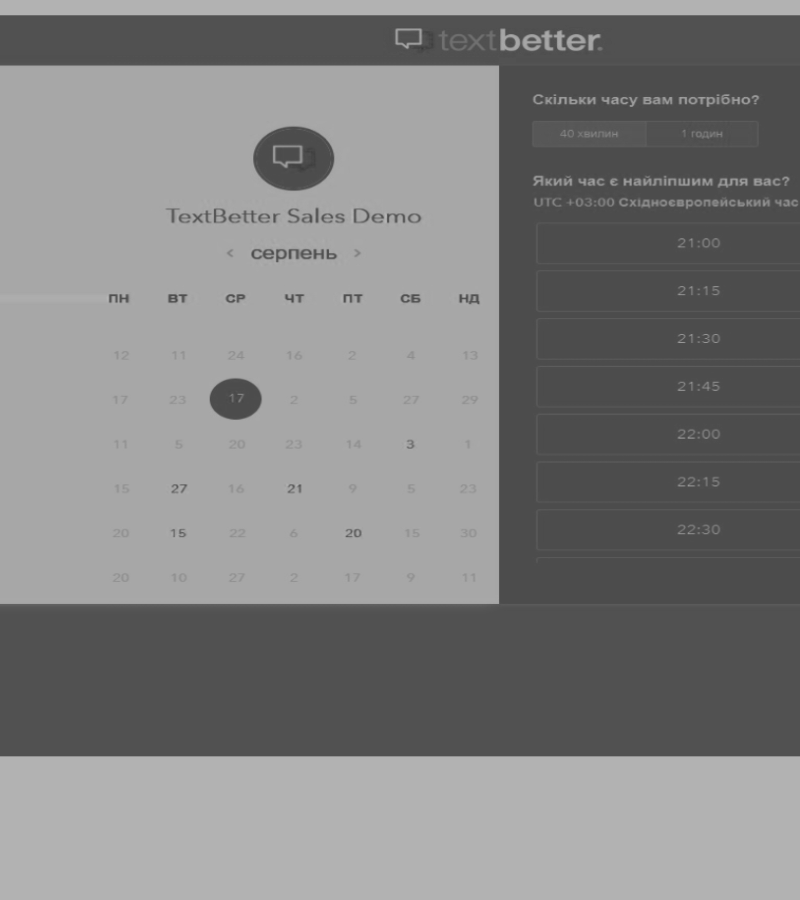 textbetter.
TextBetter Sales Demo
< серпень >
ПН ВТ СР ЧТ ПТ СБ НД
12 11 24 16 2 4 13
17 23 17 2 5 27 29
11 5 20 23 14 3 1
15 27 16 21 9 5 23
20 15 22 6 20 15 30
20 10 27 2 17 9 11
Скільки часу вам потрібно?
40 хвилин 1 годин
Який час є найліпшим для вас?
UTC +03:00 Східноєвропейський час
21:00
21:15
21:30
21:45
22:00
22:15
22:30